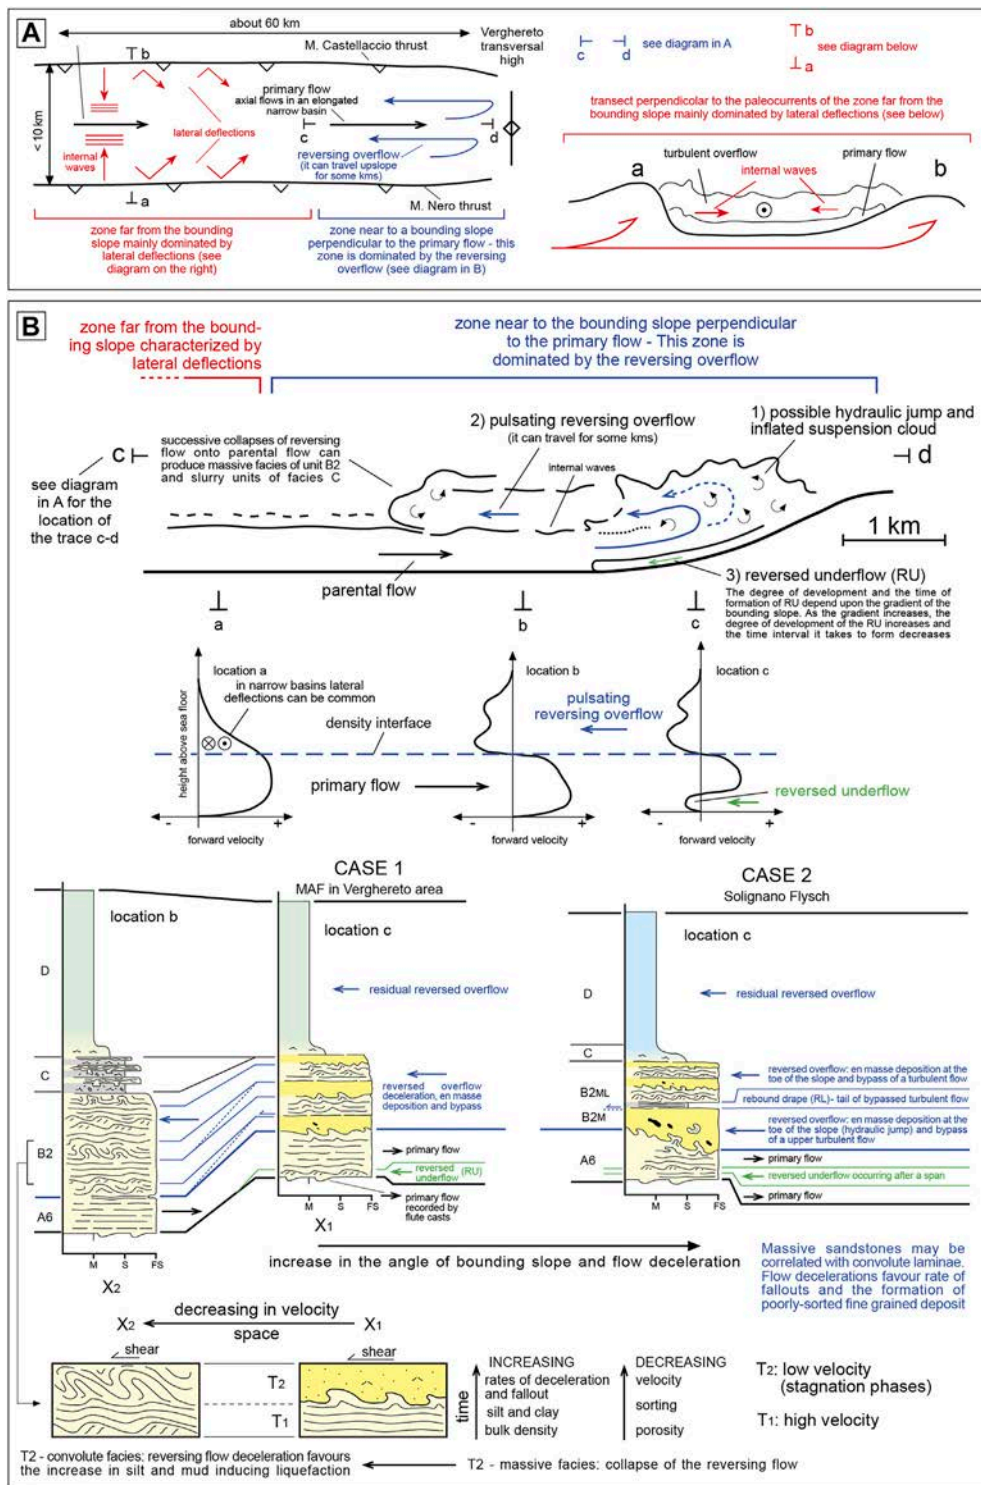 A
about 60 km
Verghereto
transversal
high
M. Castellaccio thrust
b
primary flow
axial flows in an elongated
narrow basin
< 10 km
lateral deflections
c
d
internal
waves
reversing overflow
(it can travel upslope
for some kms)
a
M. Nero thrust
zone far from the bounding
slope mainly dominated by
lateral deflections (see
diagram on the right)
zone near to a bounding slope
perpendicular to the primary flow - this
zone is dominated by the reversing
overflow (see diagram in B)
c
d
see diagram in A
b
see diagram below
a
transect perpendicolar to the paleocurrents of the zone far from the
bounding slope mainly dominated by lateral deflections (see below)
turbulent overflow
primary flow
a
internal waves
b
B
zone far from the bound-
ing slope characterized by
lateral deflections
zone near to the bounding slope perpendicular
to the primary flow - This zone is
dominated by the reversing overflow
1) possible hydraulic jump and
inflated suspension cloud
2) pulsating reversing overflow
(it can travel for some kms)
successive collapses of reversing
flow onto parental flow can
produce massive facies of unit B2
and slurry units of facies C
internal waves
c
d
see diagram
in A for the
location of
the trace c-d
1 km
parental flow
3) reversed underflow (RU)
The degree of development and the time of
formation of RU depend upon the gradient of the
bounding slope. As the gradient increases, the
degree of development of the RU increases and
the time interval it takes to form decreases
a
b
c
location a
in narrow basins lateral
deflections can be common
location b
location c
pulsating
reversing overflow
density interface
height above sea floor
primary flow
reversed underflow
- +
- +
- +
forward velocity
forward velocity
forward velocity
CASE 1
MAF in Verghereto area
CASE 2
Solignano Flysch
location b
location c
location c
D
residual reversed overflow
D
residual reversed overflow
C
C
reversed overflow
deceleration, en masse
deposition and bypass
B2ML
reversed overflow: en masse deposition at the
toe of the slope and bypass of a turbulent flow
rebound drape (RL)- tail of bypassed turbulent flow
B2M
reversed overflow: en masse deposition at the
toe of the slope (hydraulic jump) and bypass
of a upper turbulent flow
B2
primary flow
A6
primary flow
reversed (RU)
underflow
reversed underflow occurring after a span
A6
primary flow
recorded by
flute casts
primary flow
M S FS
M S FS
M S FS
X1
X2
increase in the angle of bounding slope and flow deceleration
Massive sandstones may be
correlated with convolute laminae.
Flow decelerations favour rate of
fallouts and the formation of
poorly-sorted fine grained deposit
decreasing in velocity
X2
X1
space
shear
shear
T2
T1
time
INCREASING
rates of deceleration
and fallout
silt and clay
bulk density
DECREASING
velocity
sorting
porosity
T2: low velocity
(stagnation phases)
T1: high velocity
T2 - convolute facies: reversing flow deceleration favours
the increase in silt and mud inducing liquefaction
T2 - massive facies: collapse of the reversing flow